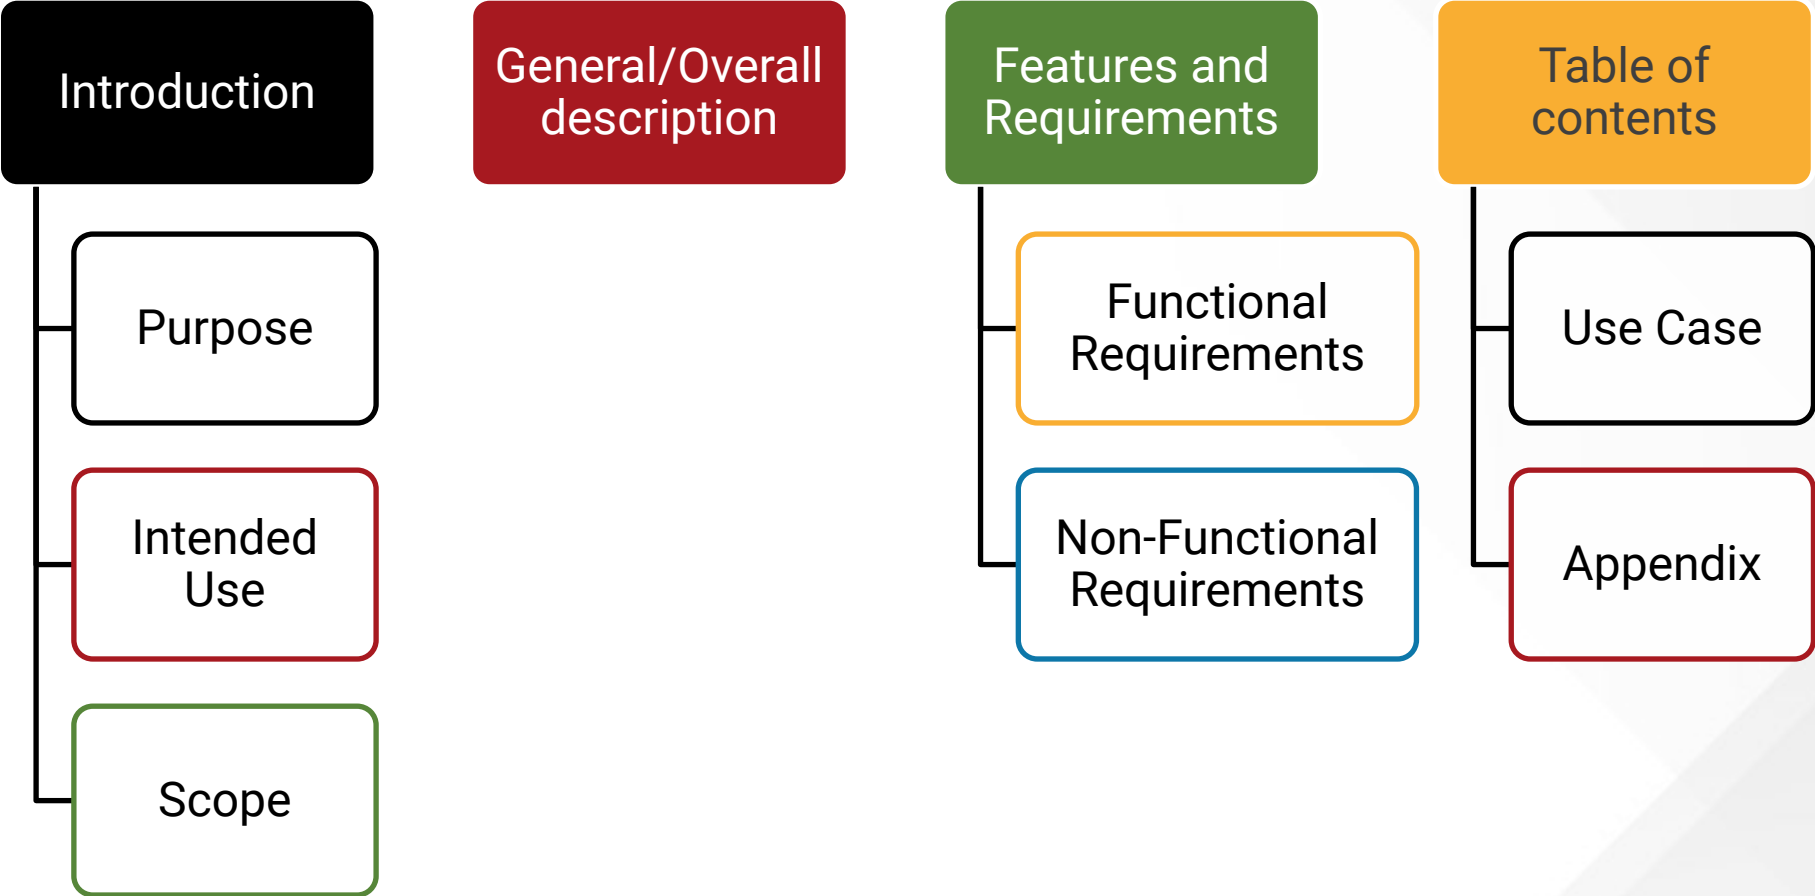 Introduction
Purpose
Intended
Use
Scope
General/Overall
description
Features and
Requirements
Functional
Requirements
Non-Functional
Requirements
Table of
contents
Use Case
Appendix